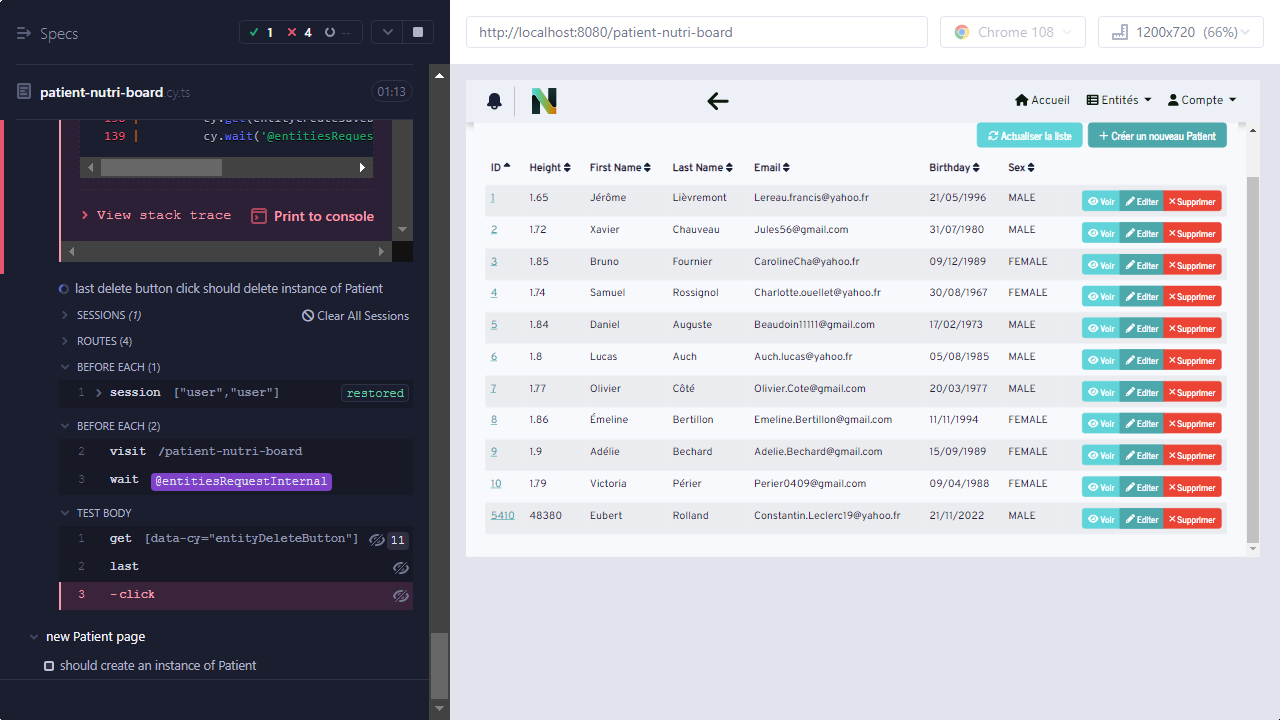 Specs
1
4
--
patient-nutri-board.cy.ts
01:13
139 |
cy.wait('@entitiesReques
View stack trace
Print to console
last delete button click should delete instance of Patient
SESSIONS (1)
Clear All Sessions
ROUTES (4)
BEFORE EACH (1)
1 session ["user","user"] restored
BEFORE EACH (2)
2 visit /patient-nutri-board
3 wait @entitiesRequestInternal
TEST BODY
1 get [data-cy="entityDeleteButton"] 11
2 last
3 -click
new Patient page
should create an instance of Patient
http://localhost:8080/patient-nutri-board
Chrome 108
1200x720 (66%)
Accueil
Entités
Compte
Actualiser la liste
Créer un nouveau Patient
ID Height First Name Last Name Email Birthday Sex
1 1.65 Jérôme Lièvremont Lereau.francis@yahoo.fr 21/05/1996 MALE Voir Editer Supprimer
2 1.72 Xavier Chauveau Jules56@gmail.com 31/07/1980 MALE Voir Editer Supprimer
3 1.85 Bruno Fournier CarolineCha@yahoo.fr 09/12/1989 FEMALE Voir Editer Supprimer
4 1.74 Samuel Rossignol Charlotte.ouellet@yahoo.fr 30/08/1967 FEMALE Voir Editer Supprimer
5 1.84 Daniel Auguste Beaudoin11111@gmail.com 17/02/1973 MALE Voir Editer Supprimer
6 1.8 Lucas Auch Auch.lucas@yahoo.fr 05/08/1985 MALE Voir Editer Supprimer
7 1.77 Olivier Côté Olivier.Cote@gmail.com 20/03/1977 MALE Voir Editer Supprimer
8 1.86 Émeline Bertillon Emeline.Bertillon@gmail.com 11/11/1994 FEMALE Voir Editer Supprimer
9 1.9 Adélie Bechard Adelie.Bechard@gmail.com 15/09/1989 FEMALE Voir Editer Supprimer
10 1.79 Victoria Périer Perier0409@gmail.com 09/04/1988 FEMALE Voir Editer Supprimer
5410 48380 Eubert Rolland Constantin.Leclerc19@yahoo.fr 21/11/2022 MALE Voir Editer Supprimer